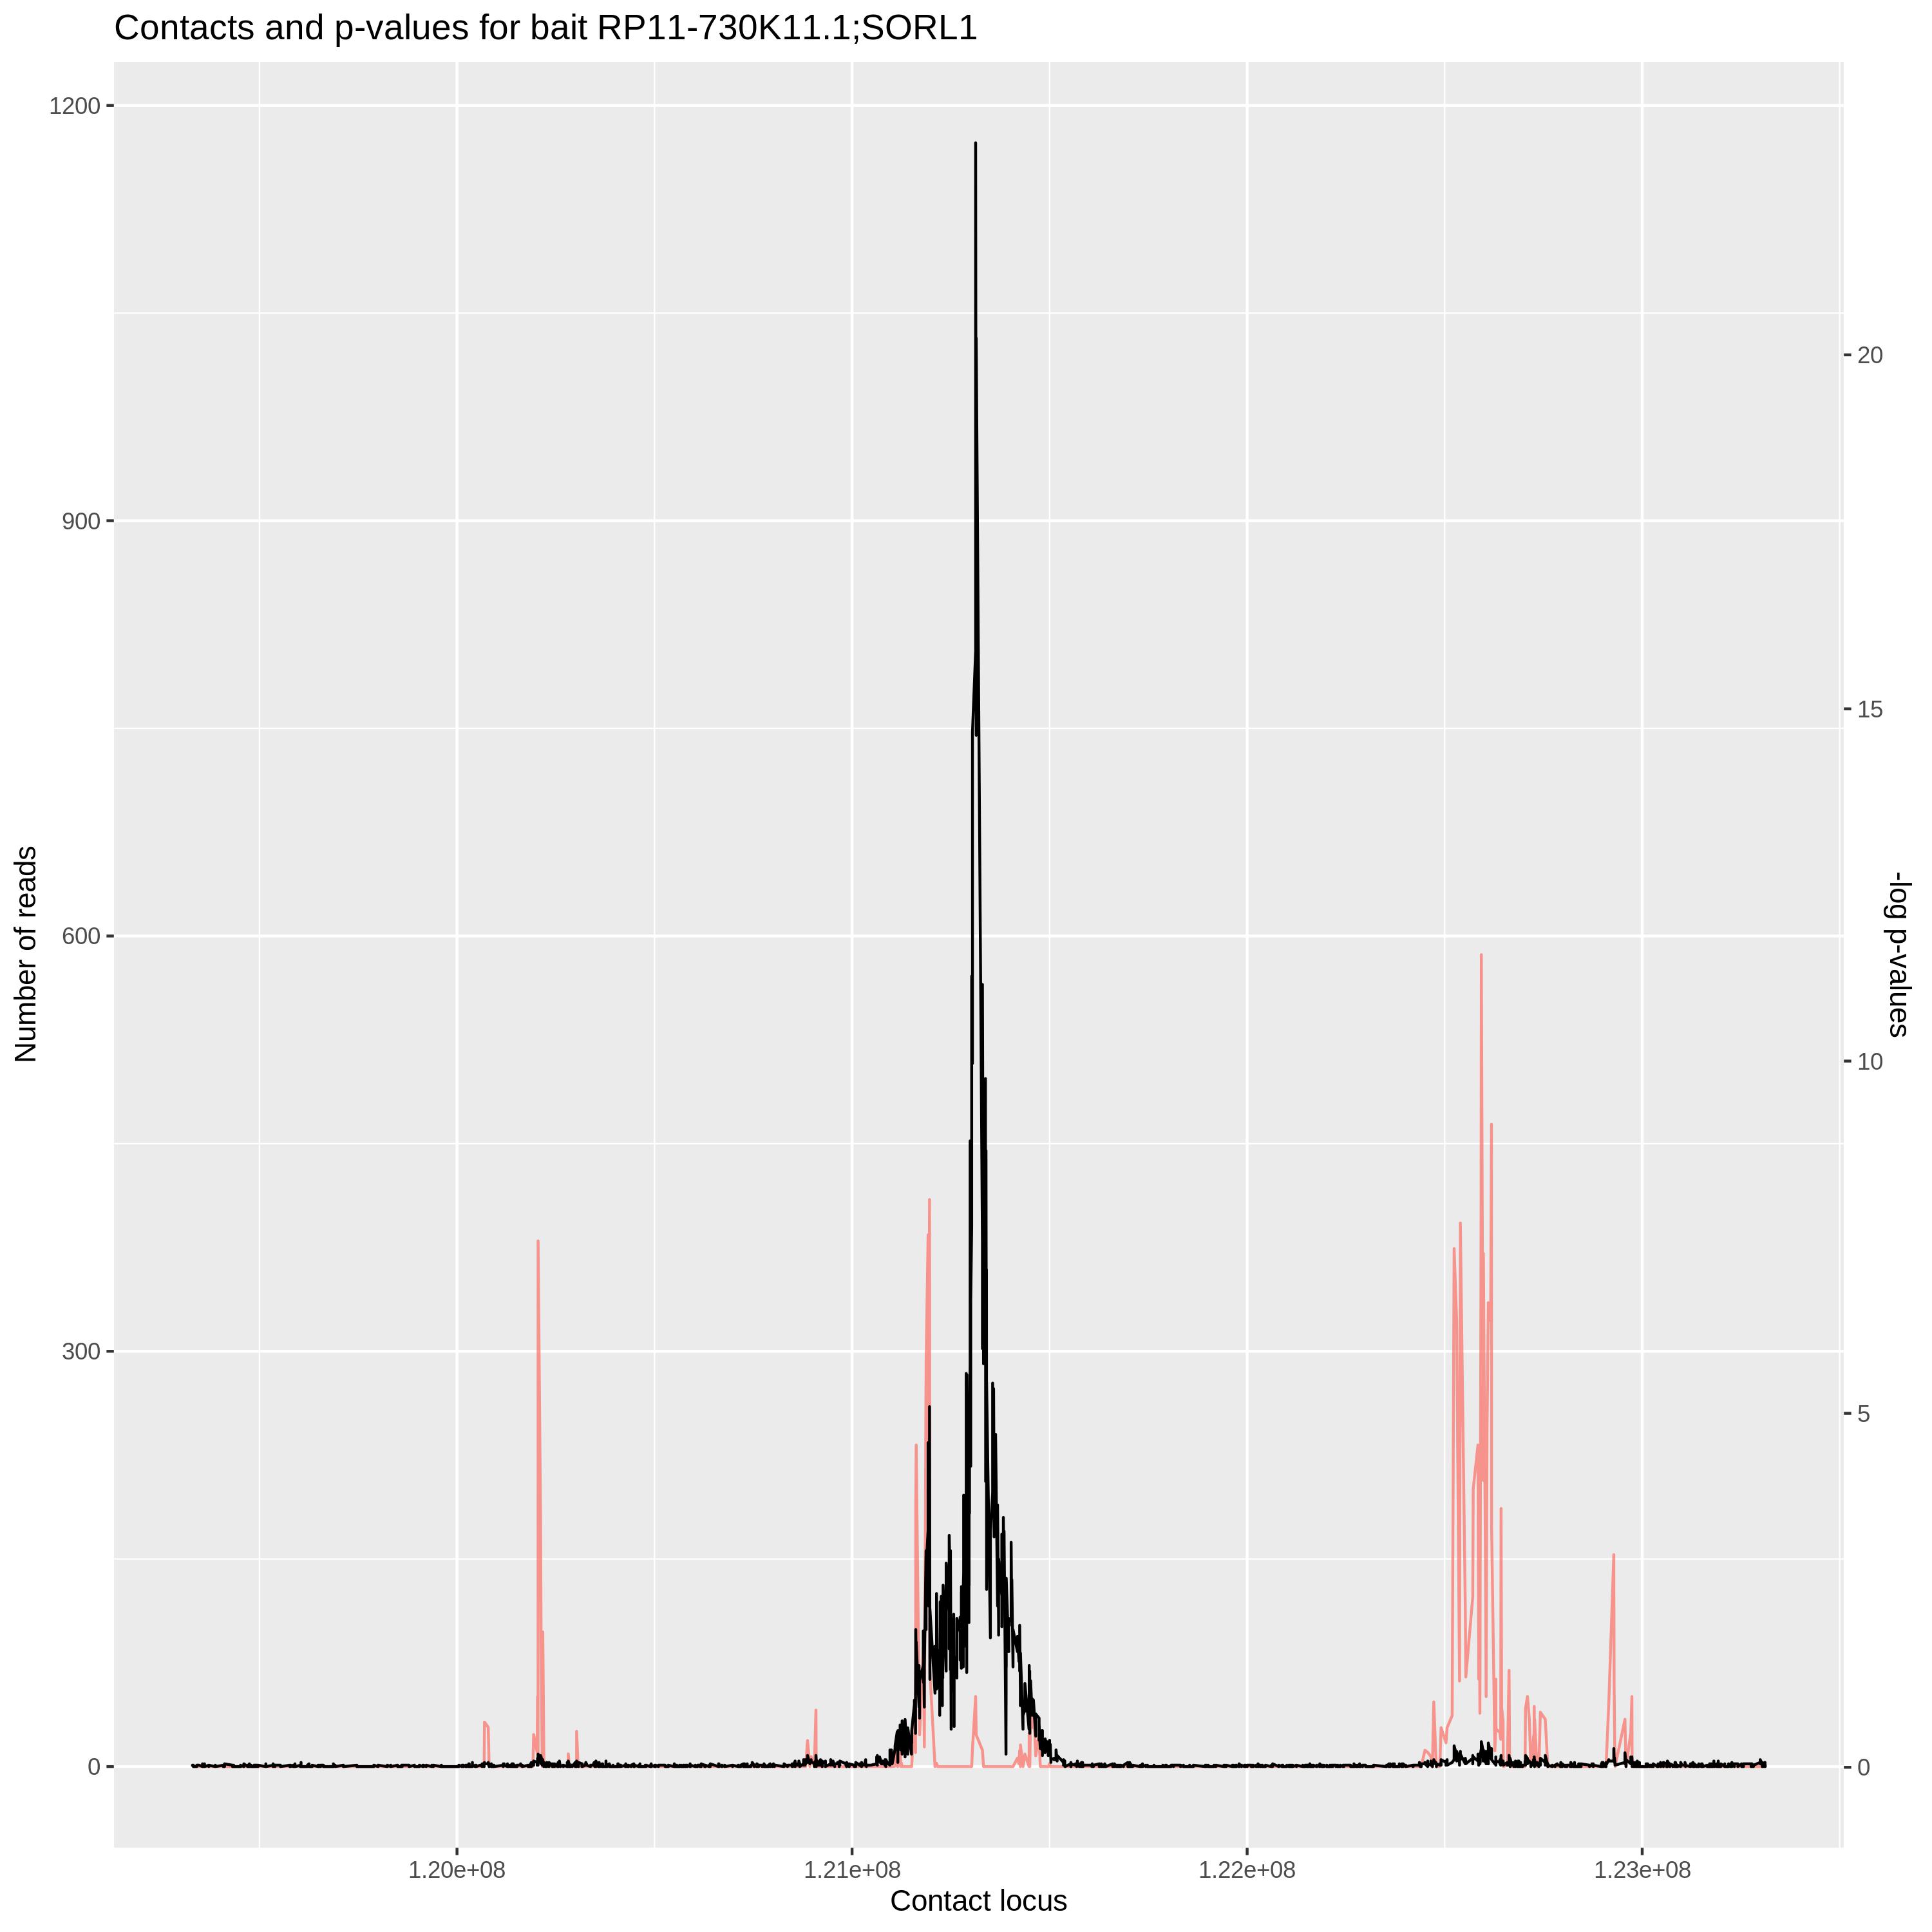 Contacts and p-values for bait RP11-730K11.1;SORL1
1200
900
600
300
0
Number of reads
20
15
10
5
0
-log p-values
1.20e+08
1.21e+08
1.22e+08
1.23e+08
Contact locus